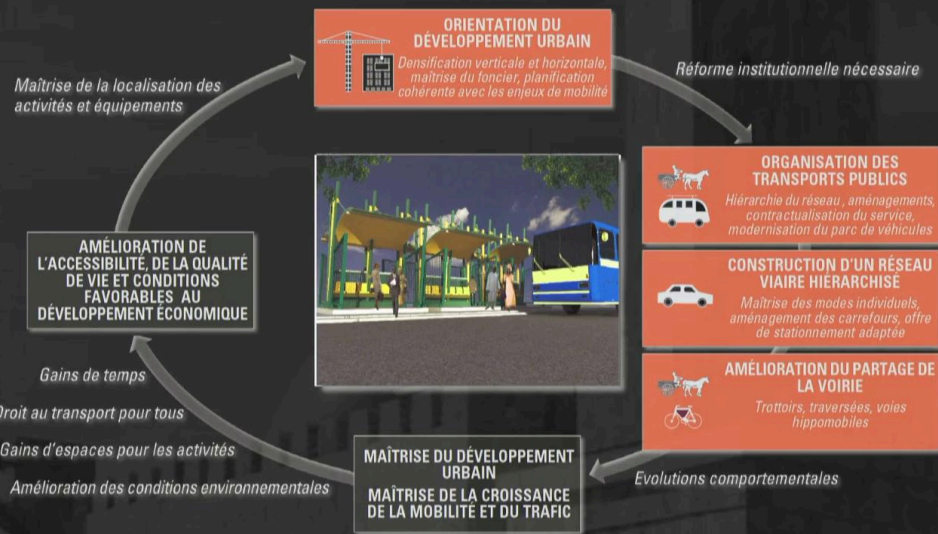 ORIENTATION DU
DÉVELOPPEMENT URBAIN
Densification verticale et horizontale,
maîtrise du foncier, planification
cohérente avec les enjeux de mobilité
Réforme institutionnelle nécessaire
ORGANISATION DES
TRANSPORTS PUBLICS
Hiérarchie du réseau , aménagements,
contractualisation du service,
modernisation du parc de véhicules
CONSTRUCTION D'UN RÉSEAU
VIAIRE HIERARCHISÉ
Maîtrise des modes individuels,
aménagement des carrefours, offre
de stationnement adaptée
AMÉLIORATION DU PARTAGE DE
LA VOIRIE
Trottoirs, traversées, voies
hippomobiles
Evolutions comportementales
MAÎTRISE DU DÉVELOPPEMENT
URBAIN
MAÎTRISE DE LA CROISSANCE
DE LA MOBILITÉ ET DU TRAFIC
Gains de temps
Droit au transport pour tous
Gains d'espaces pour les activités
Amélioration des conditions environnementales
AMÉLIORATION DE
L'ACCESSIBILITÉ, DE LA QUALITÉ
DE VIE ET CONDITIONS
FAVORABLES AU
DÉVELOPPEMENT ÉCONOMIQUE
Maîtrise de la localisation des
activités et équipements